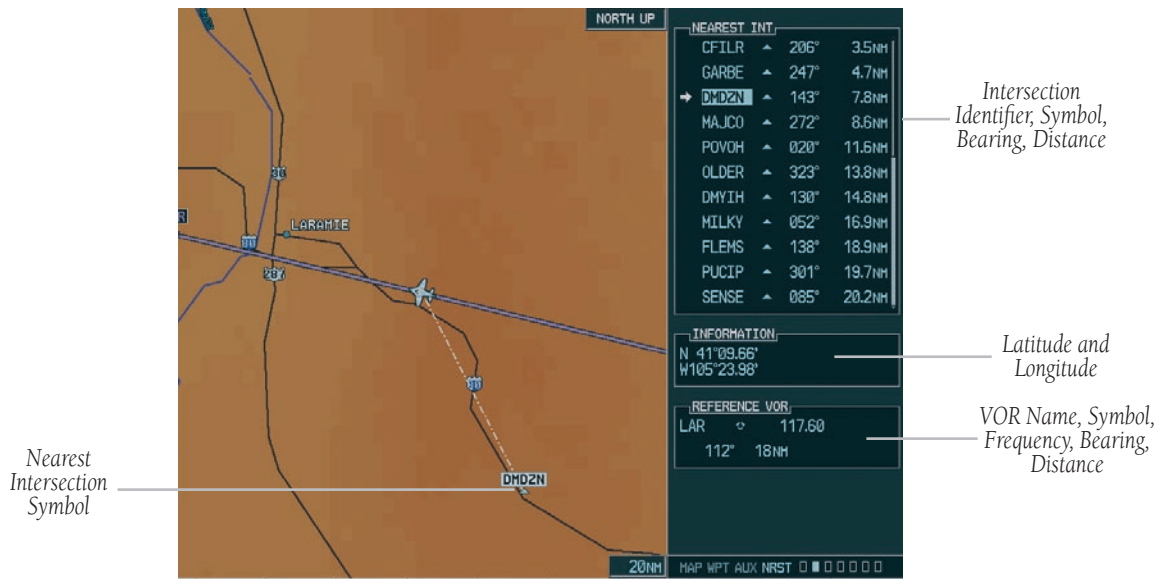 NORTH UP
30
LARAMIE
R
80
287
80
DMDZN
20NM
NEAREST INT
CFILR 206° 3.5NM
GARBE 247° 4.7NM
DMDZN 143° 7.8NM
MAJCO 272° 8.6NM
POVOH 020° 11.6NM
OLDER 323° 13.8NM
DMYIH 130° 14.8NM
MILKY 052° 16.9NM
FLEMS 138° 18.9NM
PUCIP 301° 19.7NM
SENSE 085° 20.2NM
INFORMATION
N 41°09.66'
W105°23.98'
REFERENCE VOR
LAR 117.60
112° 18NM
MAP WPT AUX NRST
Intersection
Identifier, Symbol,
Bearing, Distance
Latitude and
Longitude
VOR Name, Symbol,
Frequency, Bearing,
Distance
Nearest
Intersection
Symbol